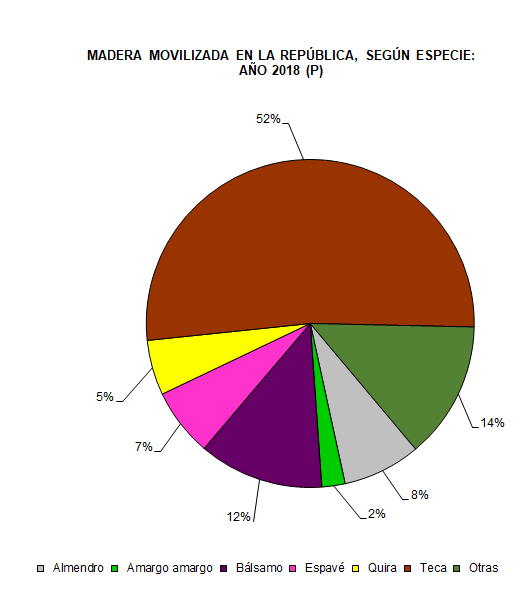 MADERA MOVILIZADA EN LA REPÚBLICA, SEGÚN ESPECIE:
AÑO 2018 (P)
52%
5%
14%
7%
8%
12%
2%
Almendro Amargo amargo Bálsamo Espavé Quira Teca Otras